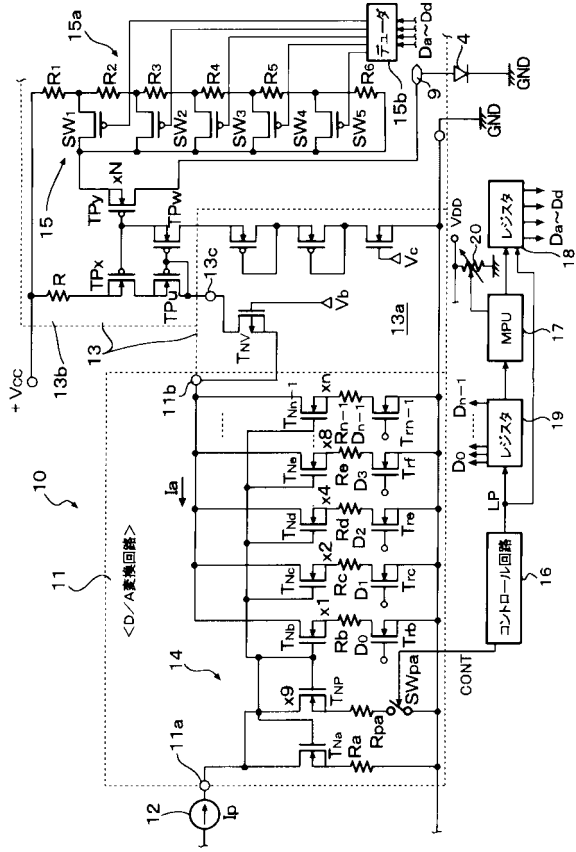 10
11
<D/A変換回路>
14
11a
12
Ip
Ia
11b
TNa
Ra
x9
TNP
Rpa
SWpa
CONT
TNb
x1
Rb
D0
Trb
TNc
x2
Rc
D1
Trc
TNd
x4
Rd
D2
Tre
TNe
x8
Re
D3
Trf
TNn-1
xn
Rn-1
Dn-1
Trn-1
+Vcc
13b
13
R
TPx
TPu
13c
TNV
Vb
13a
Vc
TPy
xN
TPw
15
15a
R1
R2
R3
R4
R5
R6
SW1
SW2
SW3
SW4
SW5
デューダ
15b
Da~Dd
9
4
GND
GND
VDD
20
コントロール回路
16
LP
レジスタ
19
D0
Dn-1
MPU
17
レジスタ
18
Da~Dd